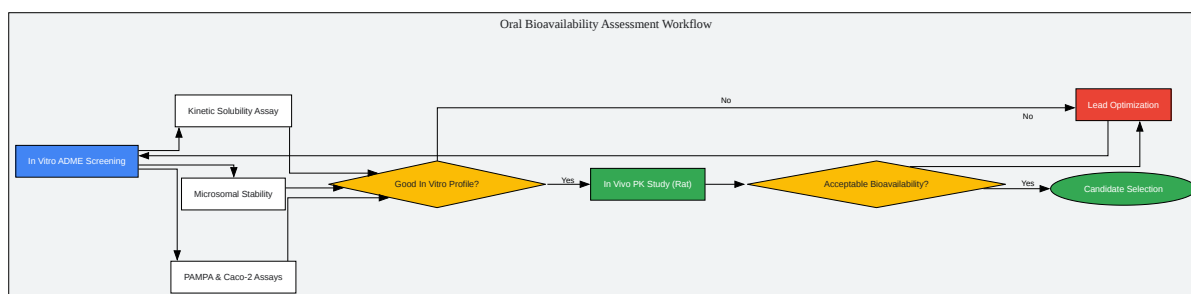 Oral Bioavailability Assessment Workflow
Kinetic Solubility Assay
No
Lead Optimization
No
In Vitro ADME Screening
Microsomal Stability
Good In Vitro Profile?
Yes
In Vivo PK Study (Rat)
Acceptable Bioavailability?
Yes
Candidate Selection
PAMPA & Caco-2 Assays